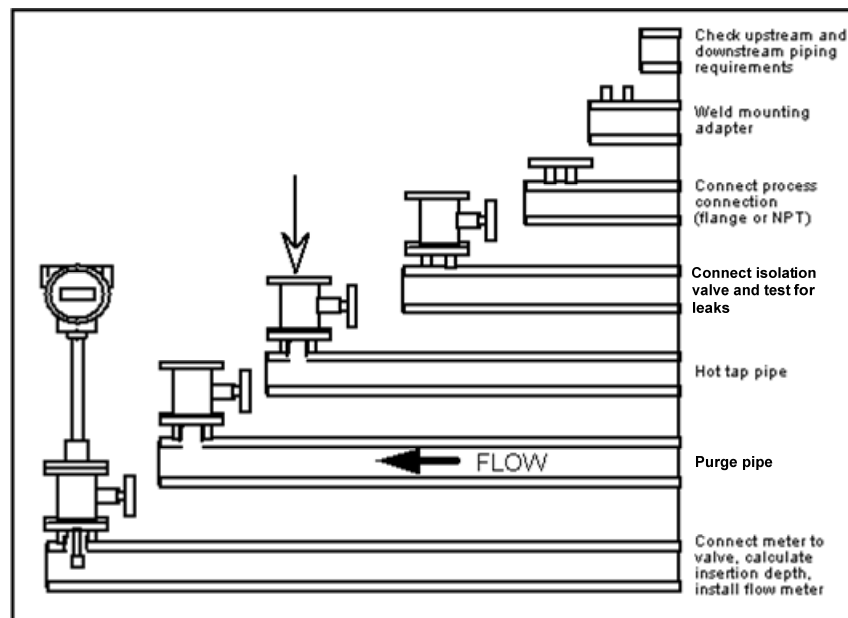 Check upstream and
downstream piping
requirements
Weld mounting
adapter
Connect process
connection
(flange or NPT)
Connect isolation
valve and test for
leaks
Hot tap pipe
FLOW
Purge pipe
Connect meter to
valve, calculate
insertion depth,
install flow meter